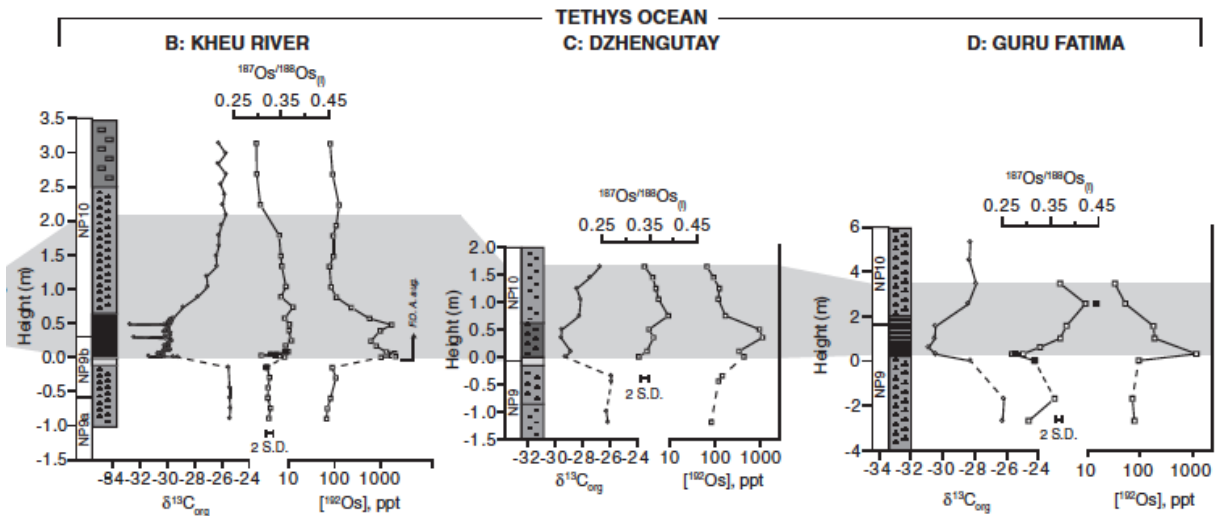 TETHYS OCEAN
B: KHEU RIVER
C: DZHENGUTAY
D: GURU FATIMA
187Os/188Os(i)
0.25 0.35 0.45
3.5
3.0
2.5
2.0
1.5
1.0
0.5
0.0
-0.5
-1.0
-1.5
Height (m)
NP10
NP9b
NP9a
F.O. A. aug.
2 S.D.
-84 -32 -30 -28 -26 -24
10 100 1000
δ13Corg
[192Os], ppt
187Os/188Os(i)
0.25 0.35 0.45
2.0
1.5
1.0
0.5
0.0
-0.5
-1.0
-1.5
Height (m)
NP10
NP9
2 S.D.
-32 -30 -28 -26 -24
10 100 1000
δ13Corg
[192Os], ppt
187Os/188Os(i)
0.25 0.35 0.45
6
4
2
0
-2
-4
Height (m)
NP10
NP9
2 S.D.
-34 -32 -30 -28 -26 -24
10 100 1000
δ13Corg
[192Os], ppt